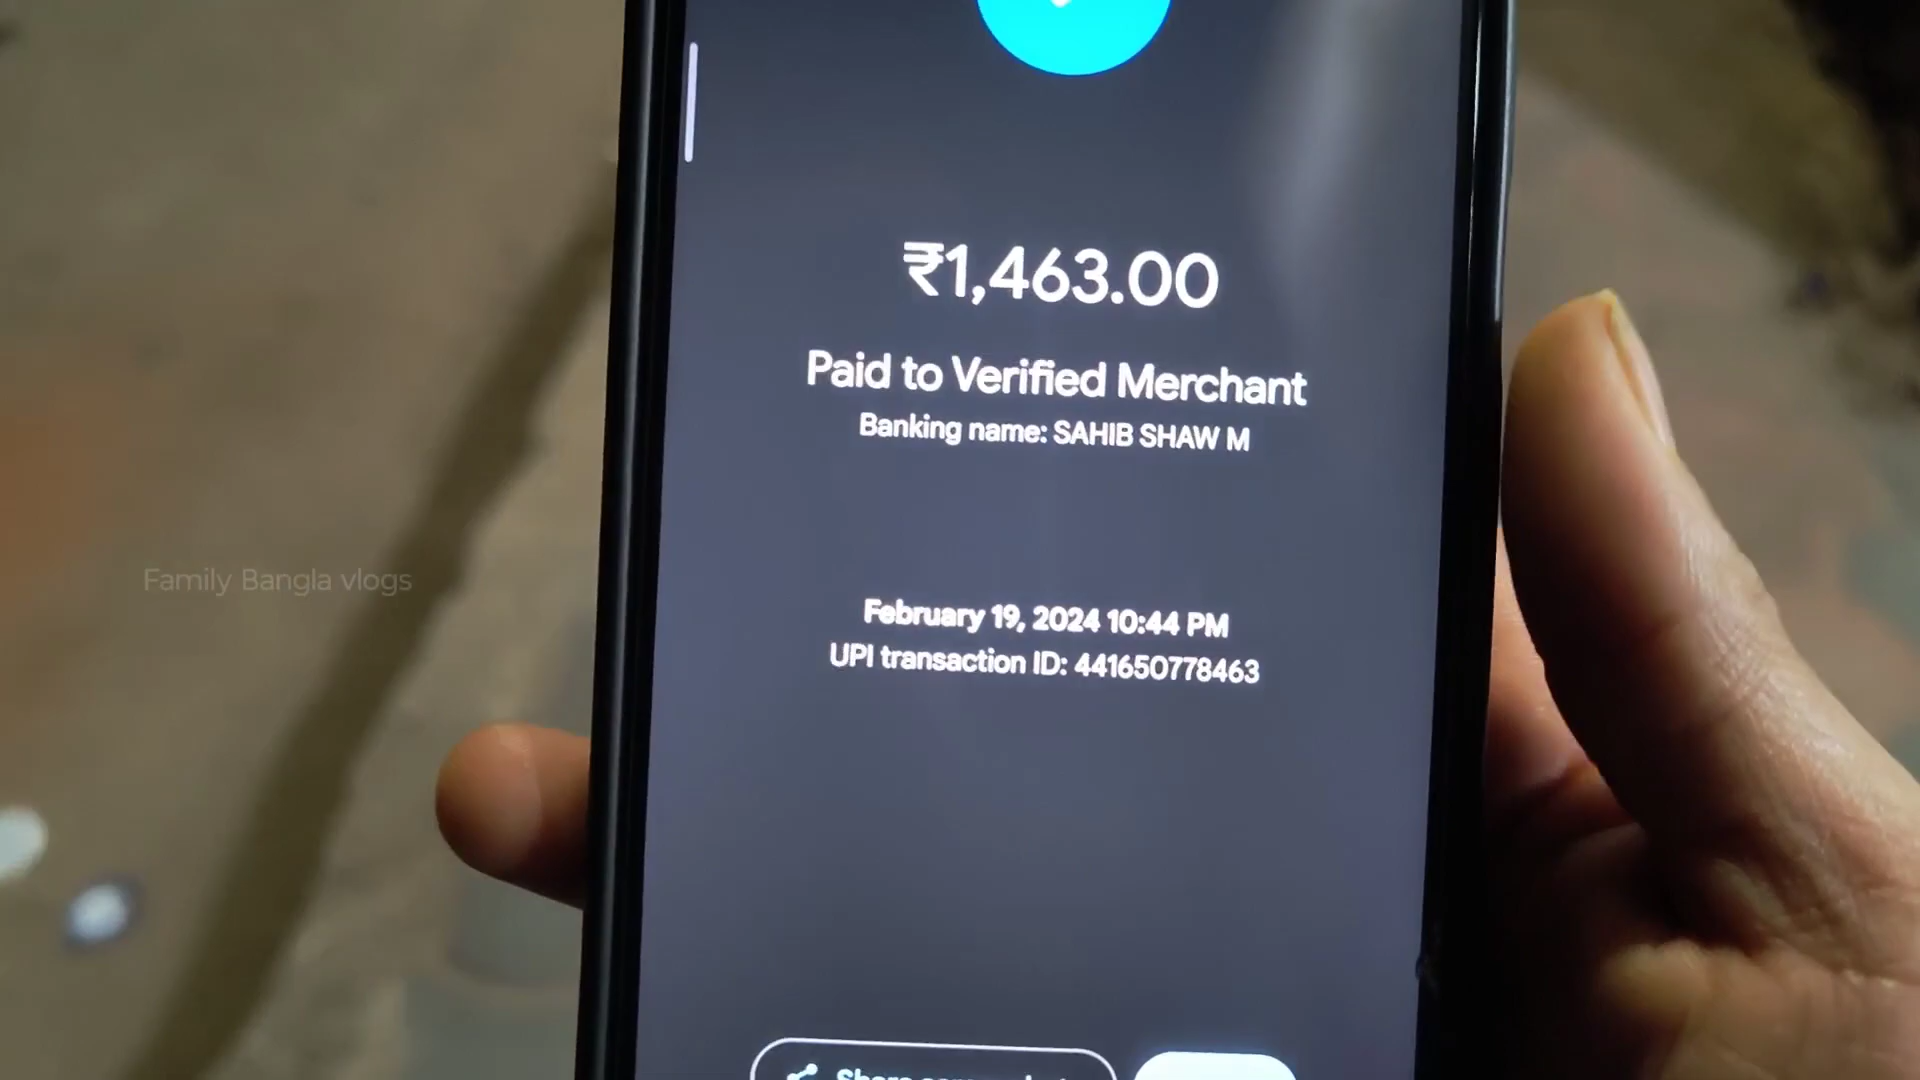 ₹1,463.00
Paid to Verified Merchant
Banking name: SAHIB SHAW M
Family Bangla vlogs
February 19, 2024 10:44 PM
UPI transaction ID: 441650778463
Share